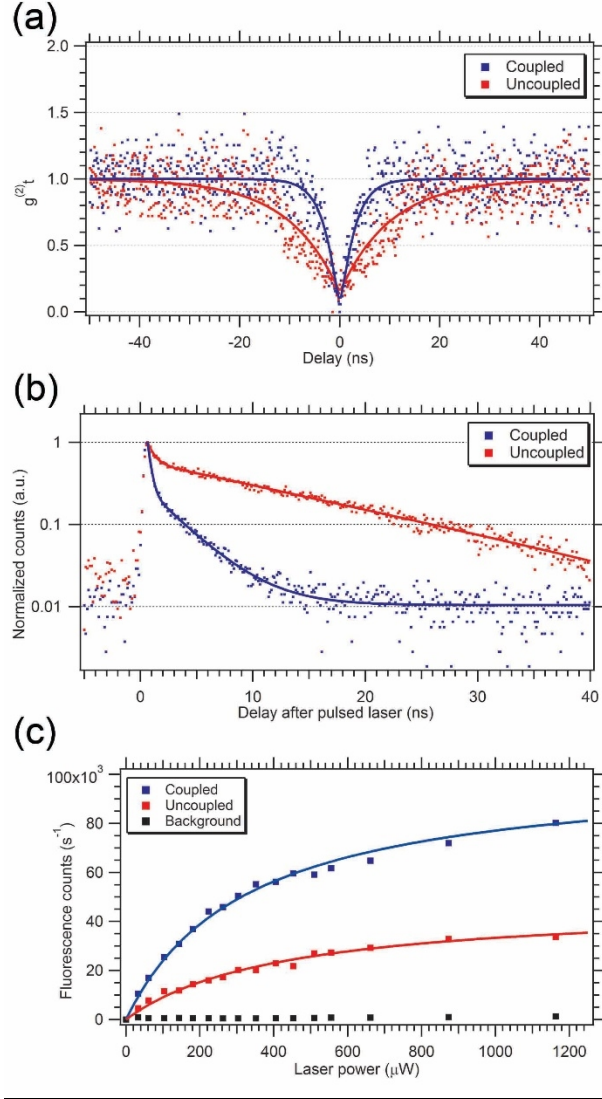 (a)
2.0
1.5
1.0
0.5
0.0
g(2)t
Coupled
Uncoupled
-40 -20 0 20 40
Delay (ns)
(b)
1
0.1
0.01
Normalized counts (a.u.)
Coupled
Uncoupled
0 10 20 30 40
Delay after pulsed laser (ns)
(c)
100x10³
80
60
40
20
0
Fluorescence counts (s⁻¹)
Coupled
Uncoupled
Background
0 200 400 600 800 1000 1200
Laser power (μW)